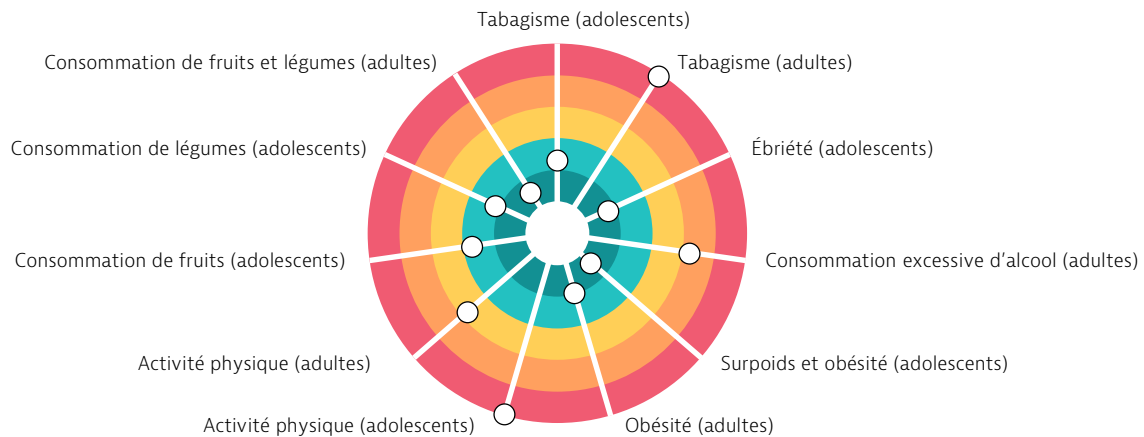 Tabagisme (adolescents)
Consommation de fruits et légumes (adultes)
Tabagisme (adultes)
Consommation de légumes (adolescents)
Ébriété (adolescents)
Consommation de fruits (adolescents)
Consommation excessive d’alcool (adultes)
Activité physique (adultes)
Surpoids et obésité (adolescents)
Activité physique (adolescents)
Obésité (adultes)